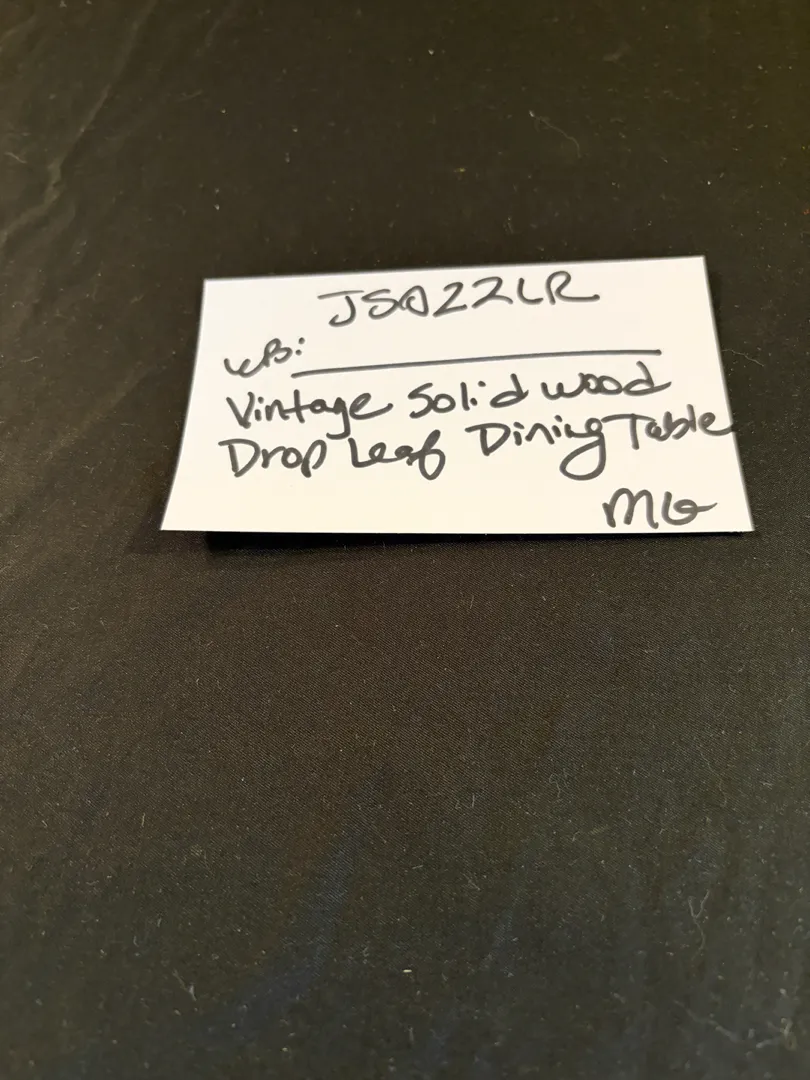 JS022LR
WB:
Vintage Solid wood
Drop Leaf Dining Table
MG